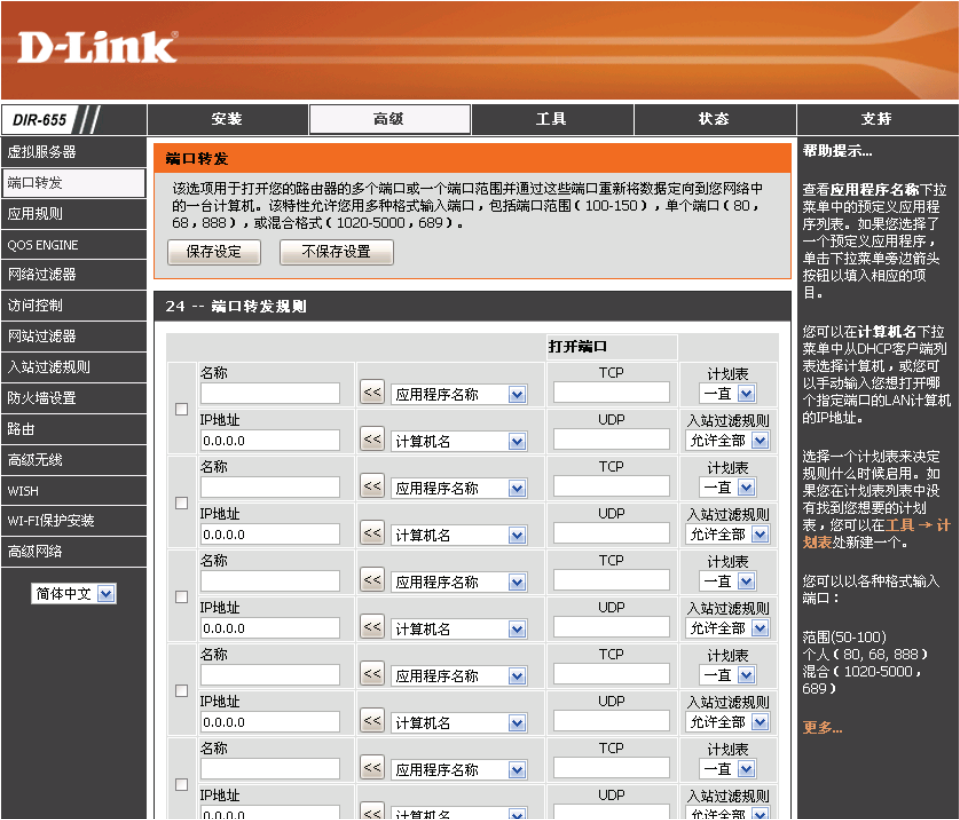 D-Link
DIR-655
安装
高级
工具
状态
支持
虚拟服务器
端口转发
应用规则
QOS ENGINE
网络过滤器
访问控制
网站过滤器
入站过滤规则
防火墙设置
路由
高级无线
WISH
WI-FI保护安装
高级网络
简体中文
端口转发
该选项用于打开您的路由器的多个端口或一个端口范围并通过这些端口重新将数据定向到您网络中
的一台计算机。该特性允许您用多种格式输入端口，包括端口范围（100-150），单个端口（80，
68，888），或混合格式（1020-5000，689）。
保存设定
不保存设置
24 -- 端口转发规则
打开端口
名称
<< 应用程序名称
TCP
计划表
一直
IP地址
0.0.0.0
<< 计算机名
UDP
入站过滤规则
允许全部
名称
<< 应用程序名称
TCP
计划表
一直
IP地址
0.0.0.0
<< 计算机名
UDP
入站过滤规则
允许全部
名称
<< 应用程序名称
TCP
计划表
一直
IP地址
0.0.0.0
<< 计算机名
UDP
入站过滤规则
允许全部
名称
<< 应用程序名称
TCP
计划表
一直
IP地址
0.0.0.0
<< 计算机名
UDP
入站过滤规则
允许全部
名称
<< 应用程序名称
TCP
计划表
一直
IP地址
0.0.0.0
<< 计算机名
UDP
入站过滤规则
允许全部
帮助提示...
查看应用程序名称下拉
菜单中的预定义应用程
序列表。如果您选择了
一个预定义应用程序，
单击下拉菜单旁边箭头
按钮以填入相应的项
目。
您可以在计算机名下拉
菜单中从DHCP客户端列
表选择计算机，或您可
以手动输入您想打开哪
个指定端口的LAN计算机
的IP地址。
选择一个计划表来决定
规则什么时候启用。如
果您在计划表列表中没
有找到您想要的计划
表，您可以在工具 → 计
划表处新建一个。
您可以以各种格式输入
端口：
范围(50-100)
个人（80, 68, 888）
混合（1020-5000，
689）
更多...